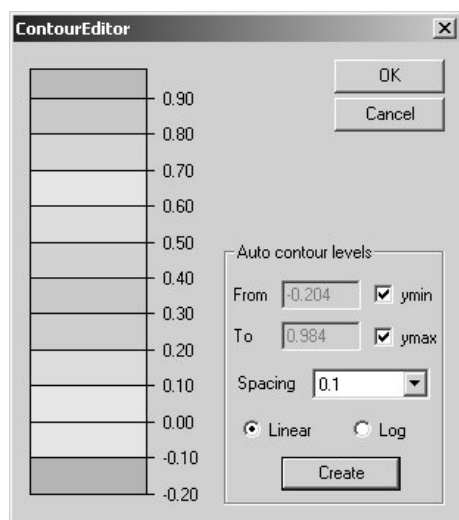 ContourEditor
OK
Cancel
0.90
0.80
0.70
0.60
0.50
0.40
0.30
0.20
0.10
0.00
-0.10
-0.20
Auto contour levels
From -0.204 ymin
To 0.984 ymax
Spacing 0.1
Linear Log
Create